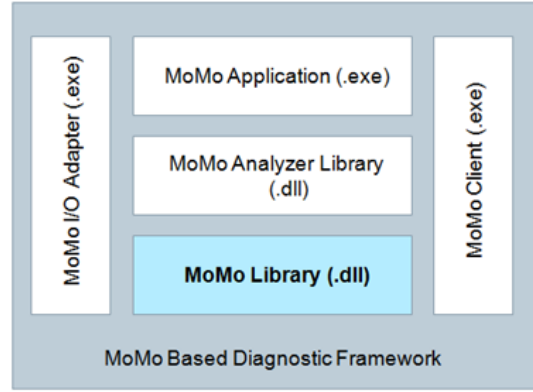 MoMo I/O Adapter (.exe)
MoMo Application (.exe)
MoMo Analyzer Library
(.dll)
MoMo Library (.dll)
MoMo Client (.exe)
MoMo Based Diagnostic Framework